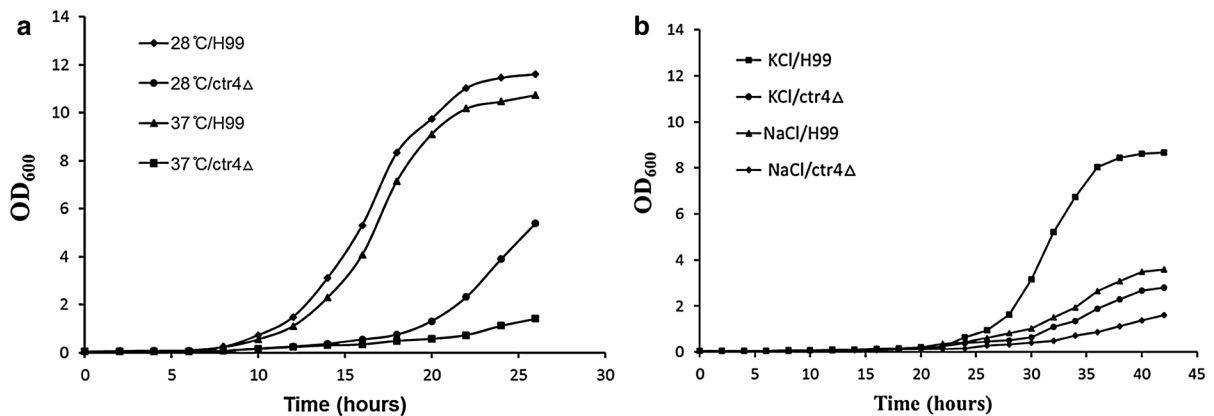 a
14
12
10
8
6
4
2
0
OD600
28℃/H99
28℃/ctr4Δ
37℃/H99
37℃/ctr4Δ
0 5 10 15 20 25 30
Time (hours)
b
14
12
10
8
6
4
2
0
OD600
KCl/H99
KCl/ctr4Δ
NaCl/H99
NaCl/ctr4Δ
0 5 10 15 20 25 30 35 40 45
Time (hours)